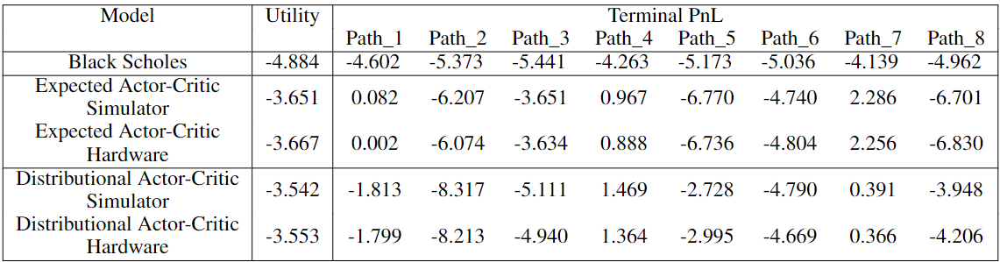 Model Utility Terminal PnL
Path_1 Path_2 Path_3 Path_4 Path_5 Path_6 Path_7 Path_8
Black Scholes -4.884 -4.602 -5.373 -5.441 -4.263 -5.173 -5.036 -4.139 -4.962
Expected Actor-Critic
Simulator -3.651 0.082 -6.207 -3.651 0.967 -6.770 -4.740 2.286 -6.701
Expected Actor-Critic
Hardware -3.667 0.002 -6.074 -3.634 0.888 -6.736 -4.804 2.256 -6.830
Distributional Actor-Critic
Simulator -3.542 -1.813 -8.317 -5.111 1.469 -2.728 -4.790 0.391 -3.948
Distributional Actor-Critic
Hardware -3.553 -1.799 -8.213 -4.940 1.364 -2.995 -4.669 0.366 -4.206